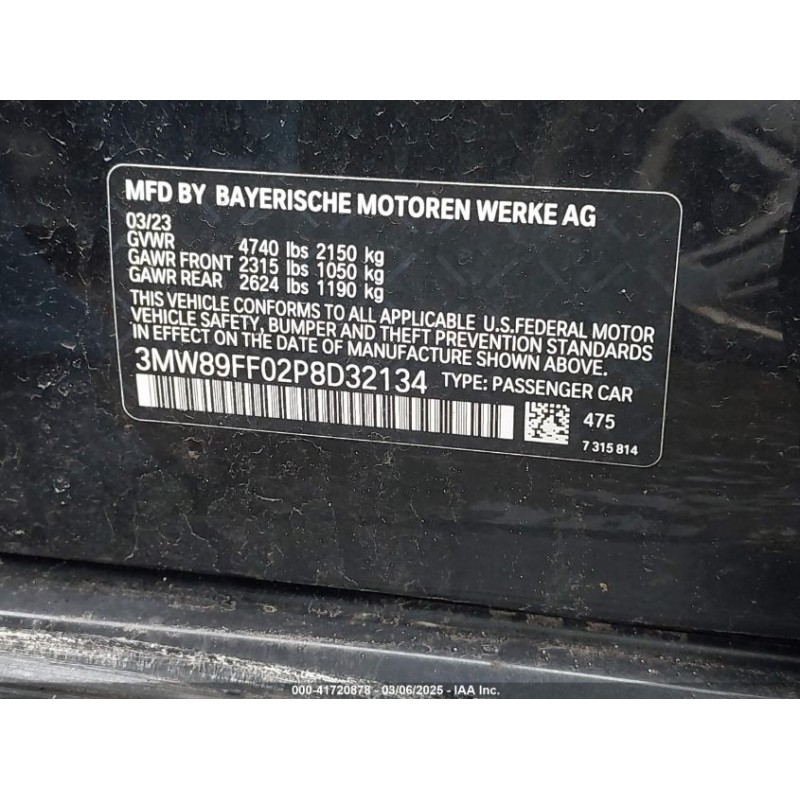 MFD BY BAYERISCHE MOTOREN WERKE AG
03/23
GVWR 4740 lbs 2150 kg
GAWR FRONT 2315 lbs 1050 kg
GAWR REAR 2624 lbs 1190 kg
THIS VEHICLE CONFORMS TO ALL APPLICABLE U.S.FEDERAL MOTOR
VEHICLE SAFETY, BUMPER AND THEFT PREVENTION STANDARDS
IN EFFECT ON THE DATE OF MANUFACTURE SHOWN ABOVE.
3MW89FF02P8D32134 TYPE: PASSENGER CAR
475
7 315 814
000-41720878 - 03/06/2025 - IAA Inc.